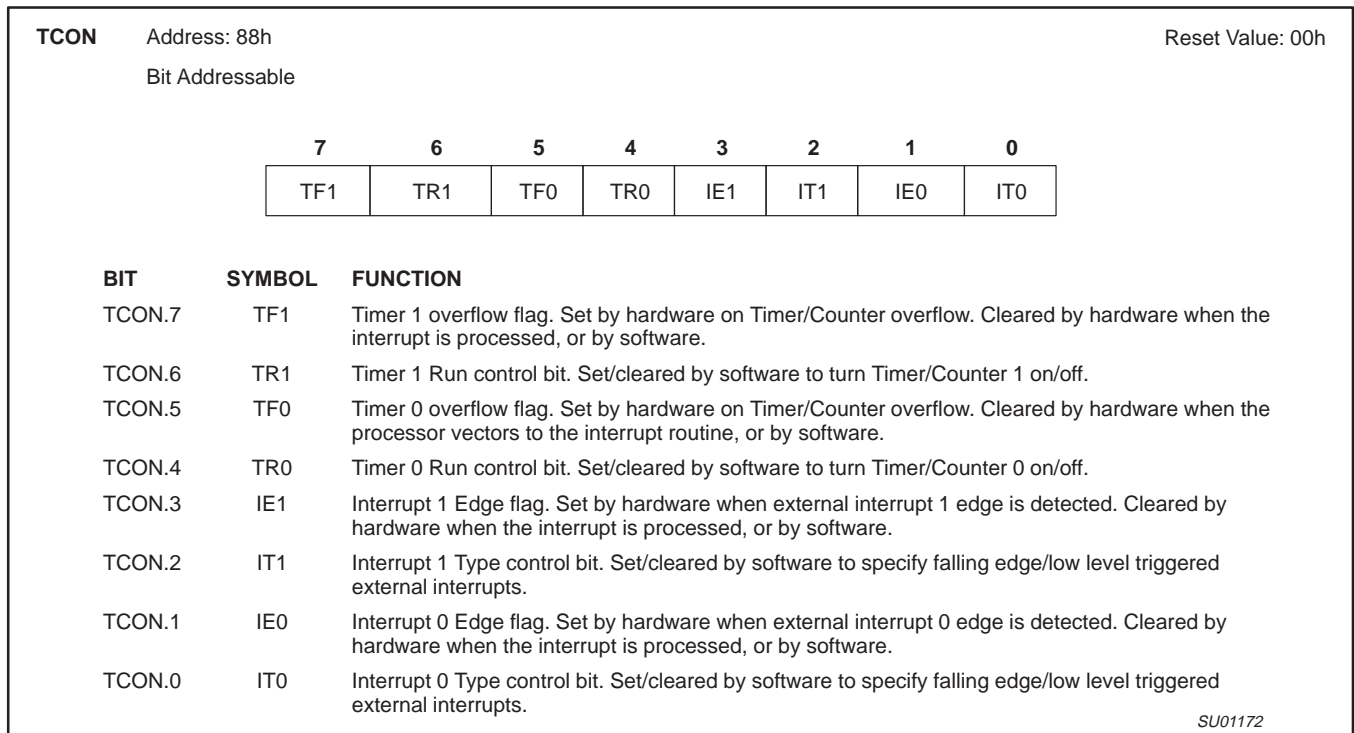 TCON Address: 88h Reset Value: 00h
Bit Addressable
7 6 5 4 3 2 1 0
TF1 TR1 TF0 TR0 IE1 IT1 IE0 IT0
BIT SYMBOL FUNCTION
TCON.7 TF1 Timer 1 overflow flag. Set by hardware on Timer/Counter overflow. Cleared by hardware when the
interrupt is processed, or by software.
TCON.6 TR1 Timer 1 Run control bit. Set/cleared by software to turn Timer/Counter 1 on/off.
TCON.5 TF0 Timer 0 overflow flag. Set by hardware on Timer/Counter overflow. Cleared by hardware when the
processor vectors to the interrupt routine, or by software.
TCON.4 TR0 Timer 0 Run control bit. Set/cleared by software to turn Timer/Counter 0 on/off.
TCON.3 IE1 Interrupt 1 Edge flag. Set by hardware when external interrupt 1 edge is detected. Cleared by
hardware when the interrupt is processed, or by software.
TCON.2 IT1 Interrupt 1 Type control bit. Set/cleared by software to specify falling edge/low level triggered
external interrupts.
TCON.1 IE0 Interrupt 0 Edge flag. Set by hardware when external interrupt 0 edge is detected. Cleared by
hardware when the interrupt is processed, or by software.
TCON.0 IT0 Interrupt 0 Type control bit. Set/cleared by software to specify falling edge/low level triggered
external interrupts.
SU01172